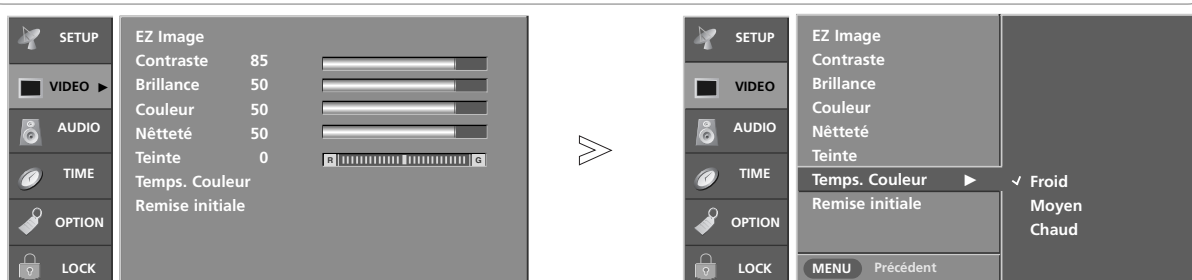 SETUP
VIDEO ►
AUDIO
TIME
OPTION
LOCK
EZ Image
Contraste 85
Brillance 50
Couleur 50
Nêtteté 50
Teinte 0 R G
Temps. Couleur
Remise initiale
SETUP
VIDEO
AUDIO
TIME
OPTION
LOCK
EZ Image
Contraste
Brillance
Couleur
Nêtteté
Teinte
Temps. Couleur ►
Remise initiale
MENU Précédent
✓ Froid
Moyen
Chaud